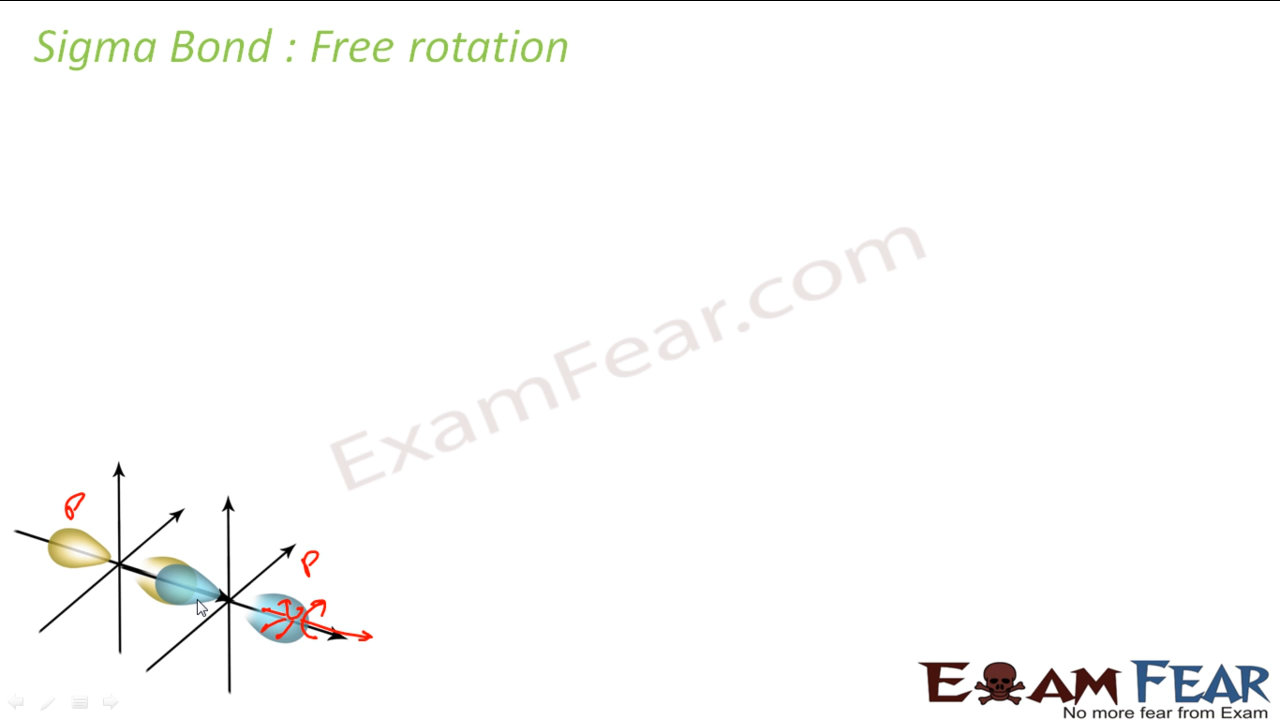 Sigma Bond : Free rotation
ExamFear.com
P
P
EXAM FEAR
No more fear from Exam